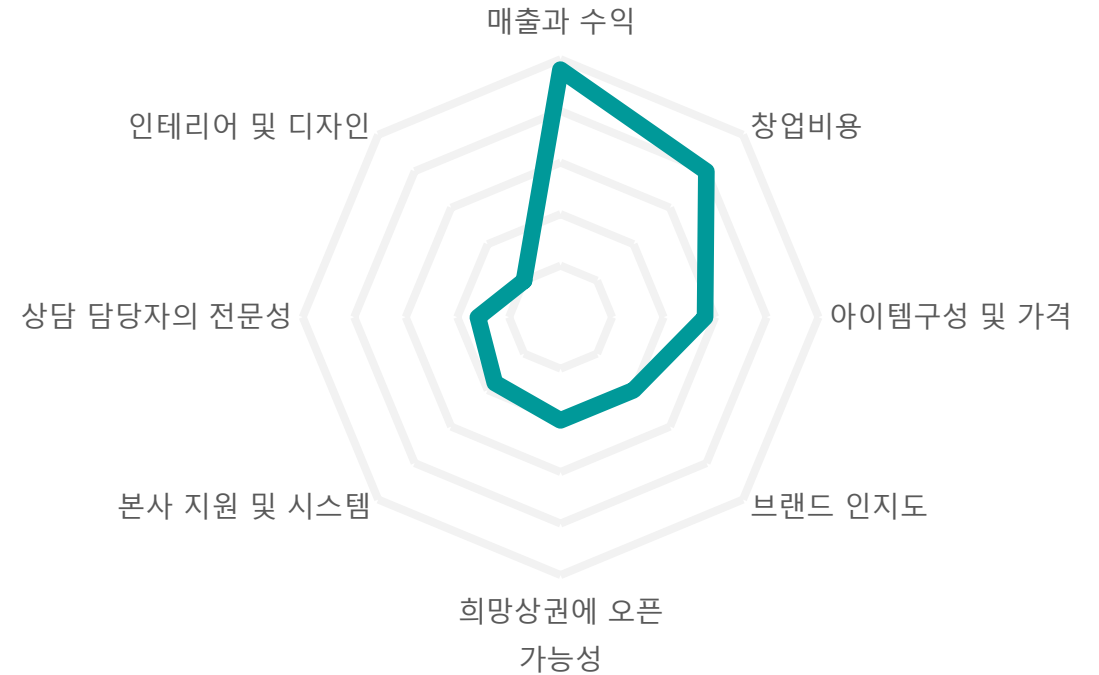 매출과 수익
인테리어 및 디자인
창업비용
상담 담당자의 전문성
아이템구성 및 가격
본사 지원 및 시스템
브랜드 인지도
희망상권에 오픈
가능성